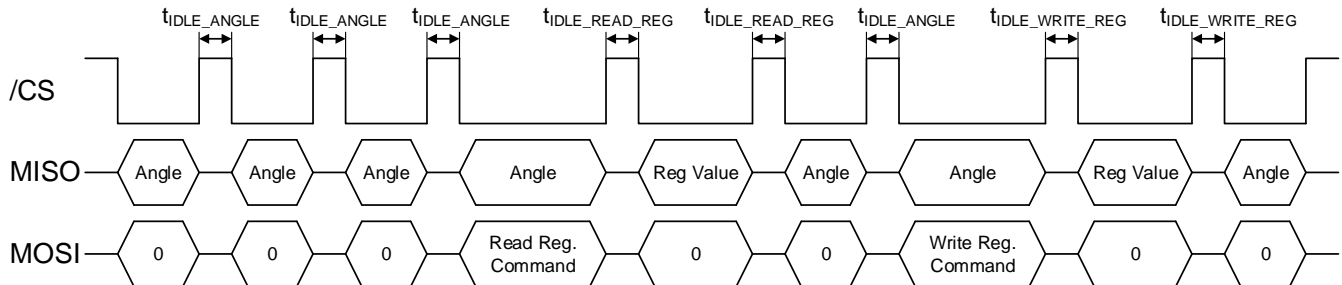 tIDLE_ANGLE tIDLE_ANGLE tIDLE_ANGLE tIDLE_READ_REG tIDLE_READ_REG tIDLE_ANGLE tIDLE_WRITE_REG tIDLE_WRITE_REG
/CS
MISO Angle Angle Angle Angle Reg Value Angle Angle Reg Value Angle
MOSI 0 0 0 Read Reg. Command 0 0 Write Reg. Command 0 0